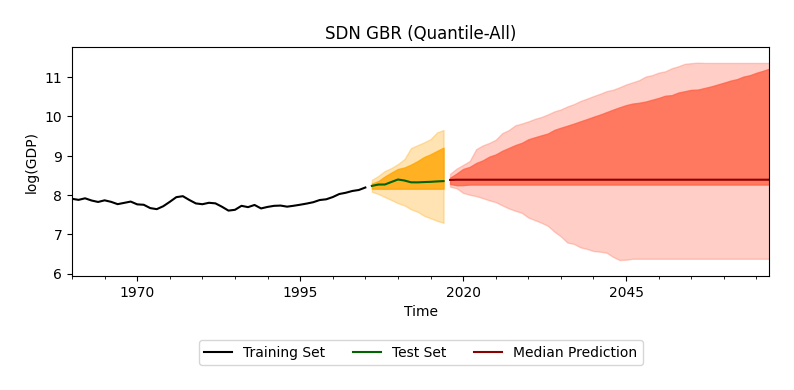 SDN GBR (Quantile-All)
log(GDP)
11
10
9
8
7
6
1970 1995 2020 2045
Time
Training Set Test Set Median Prediction